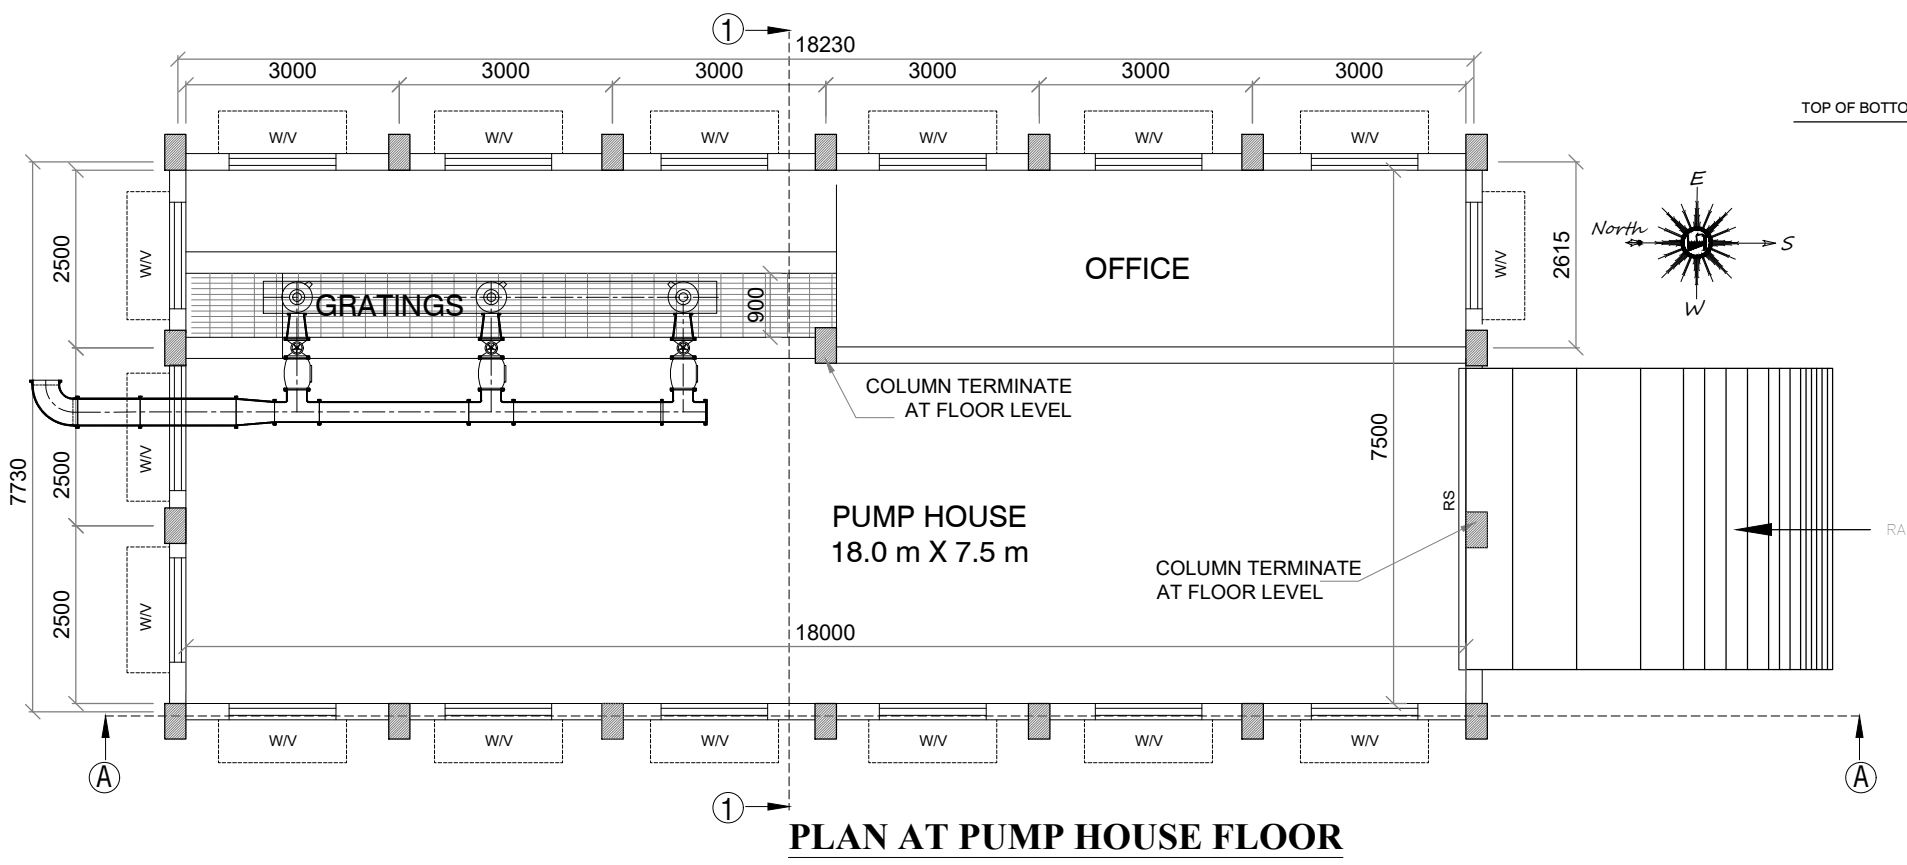 1
18230
3000 3000 3000 3000 3000 3000
TOP OF BOTTO
W/V W/V W/V W/V W/V W/V
E
North
S
W
2500
W/V
W/V
2615
OFFICE
GRATINGS
900
COLUMN TERMINATE
AT FLOOR LEVEL
7500
7730
2500
W/V
RS
PUMP HOUSE
18.0 m X 7.5 m
RA
COLUMN TERMINATE
AT FLOOR LEVEL
2500
W/V
18000
W/V W/V W/V W/V W/V W/V
A
A
1
PLAN AT PUMP HOUSE FLOOR